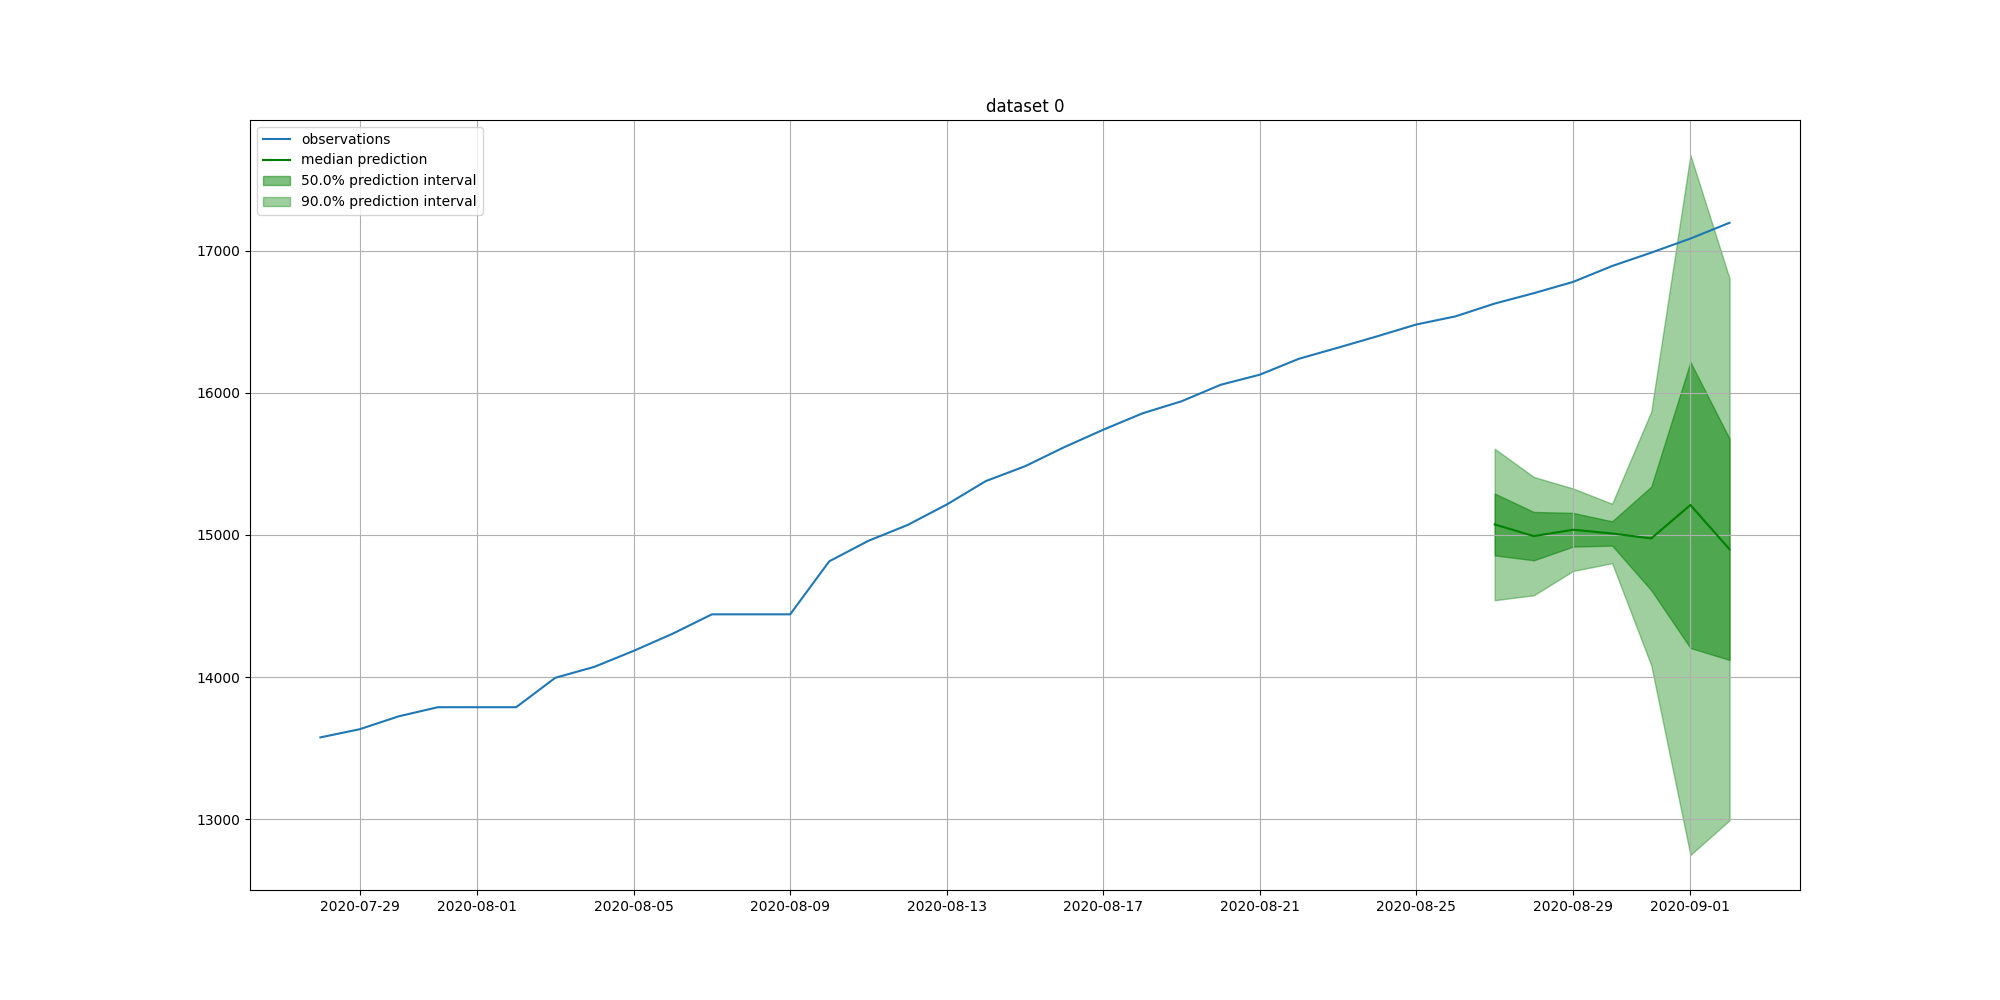 dataset 0
observations
median prediction
50.0% prediction interval
90.0% prediction interval
17000
16000
15000
14000
13000
2020-07-29 2020-08-01 2020-08-05 2020-08-09 2020-08-13 2020-08-17 2020-08-21 2020-08-25 2020-08-29 2020-09-01